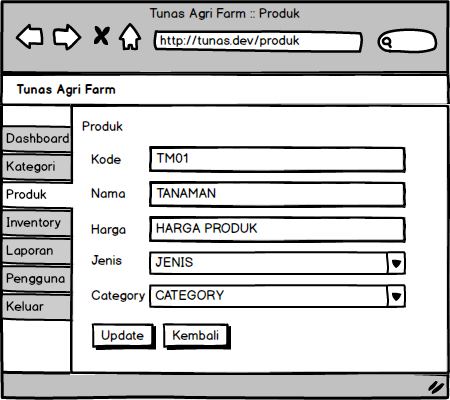 Tunas Agri Farm :: Produk
http://tunas.dev/produk
Tunas Agri Farm
Dashboard
Kategori
Produk
Inventory
Laporan
Pengguna
Keluar
Produk
Kode TM01
Nama TANAMAN
Harga HARGA PRODUK
Jenis JENIS
Category CATEGORY
Update Kembali